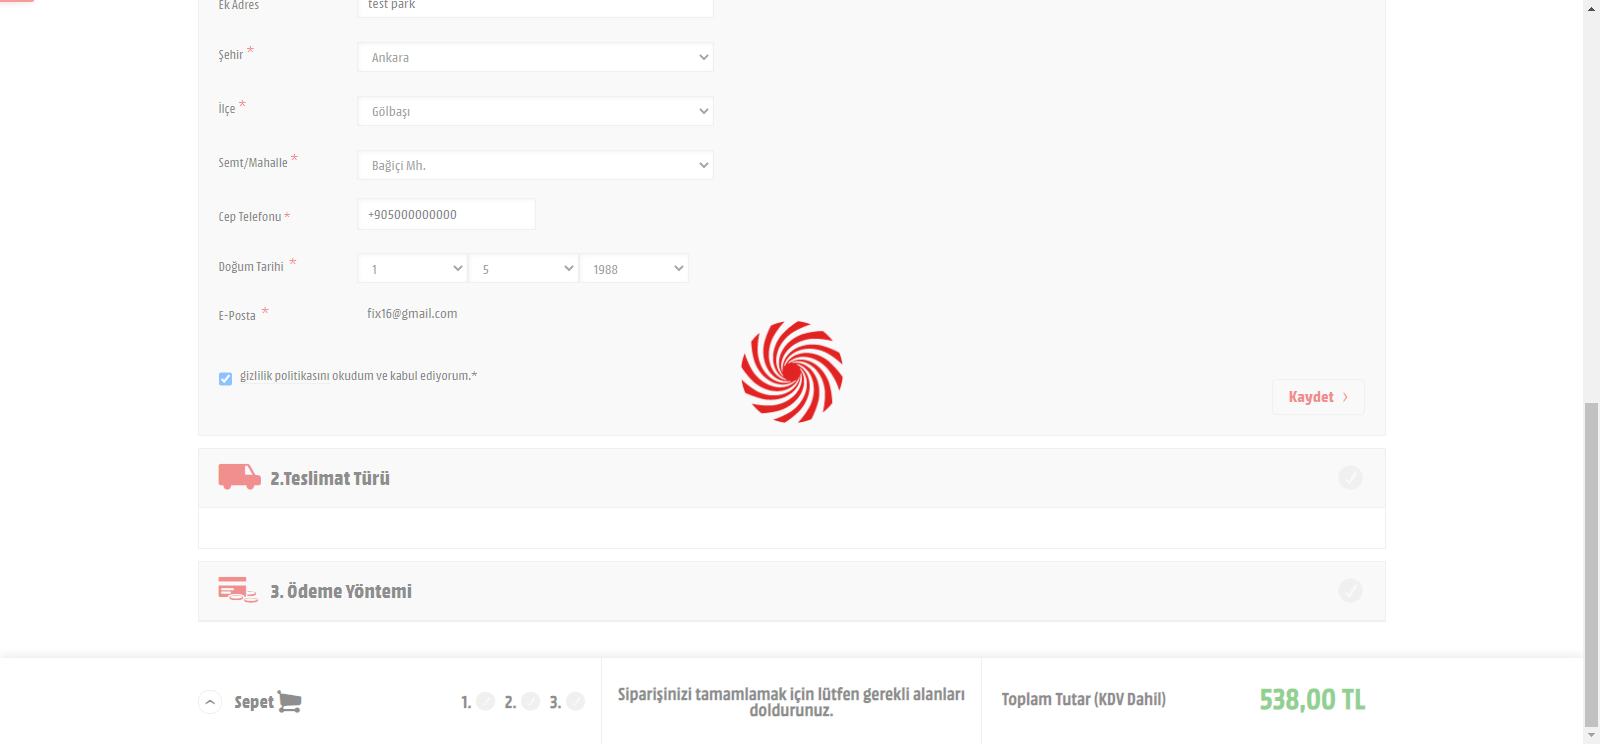 Ek Adres
test park
Şehir *
Ankara
İlçe *
Gölbaşı
Semt/Mahalle *
Bağiçi Mh.
Cep Telefonu *
+905000000000
Doğum Tarihi *
1
5
1988
E-Posta *
fix16@gmail.com
gizlilik politikasını okudum ve kabul ediyorum.*
Kaydet
2.Teslimat Türü
3. Ödeme Yöntemi
Sepet
1.
2.
3.
Siparişinizi tamamlamak için lütfen gerekli alanları
doldurunuz.
Toplam Tutar (KDV Dahil)
538,00 TL